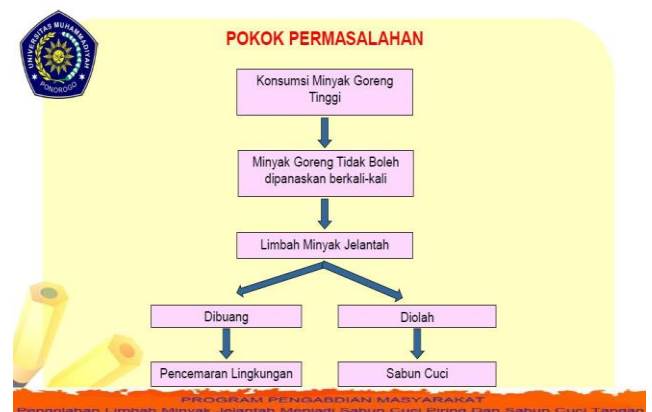 UNIVERSITAS MUHAMMADIYAH
PONOROGO
POKOK PERMASALAHAN
Konsumsi Minyak Goreng
Tinggi
Minyak Goreng Tidak Boleh
dipanaskan berkali-kali
Limbah Minyak Jelantah
Dibuang
Diolah
Pencemaran Lingkungan
Sabun Cuci
PROGRAM PENGABDIAN MASYARAKAT
Pengolahan Limbah Minyak Jelantah Menjadi Sabun Cuci Piring Dan Sabun Cuci Tangan